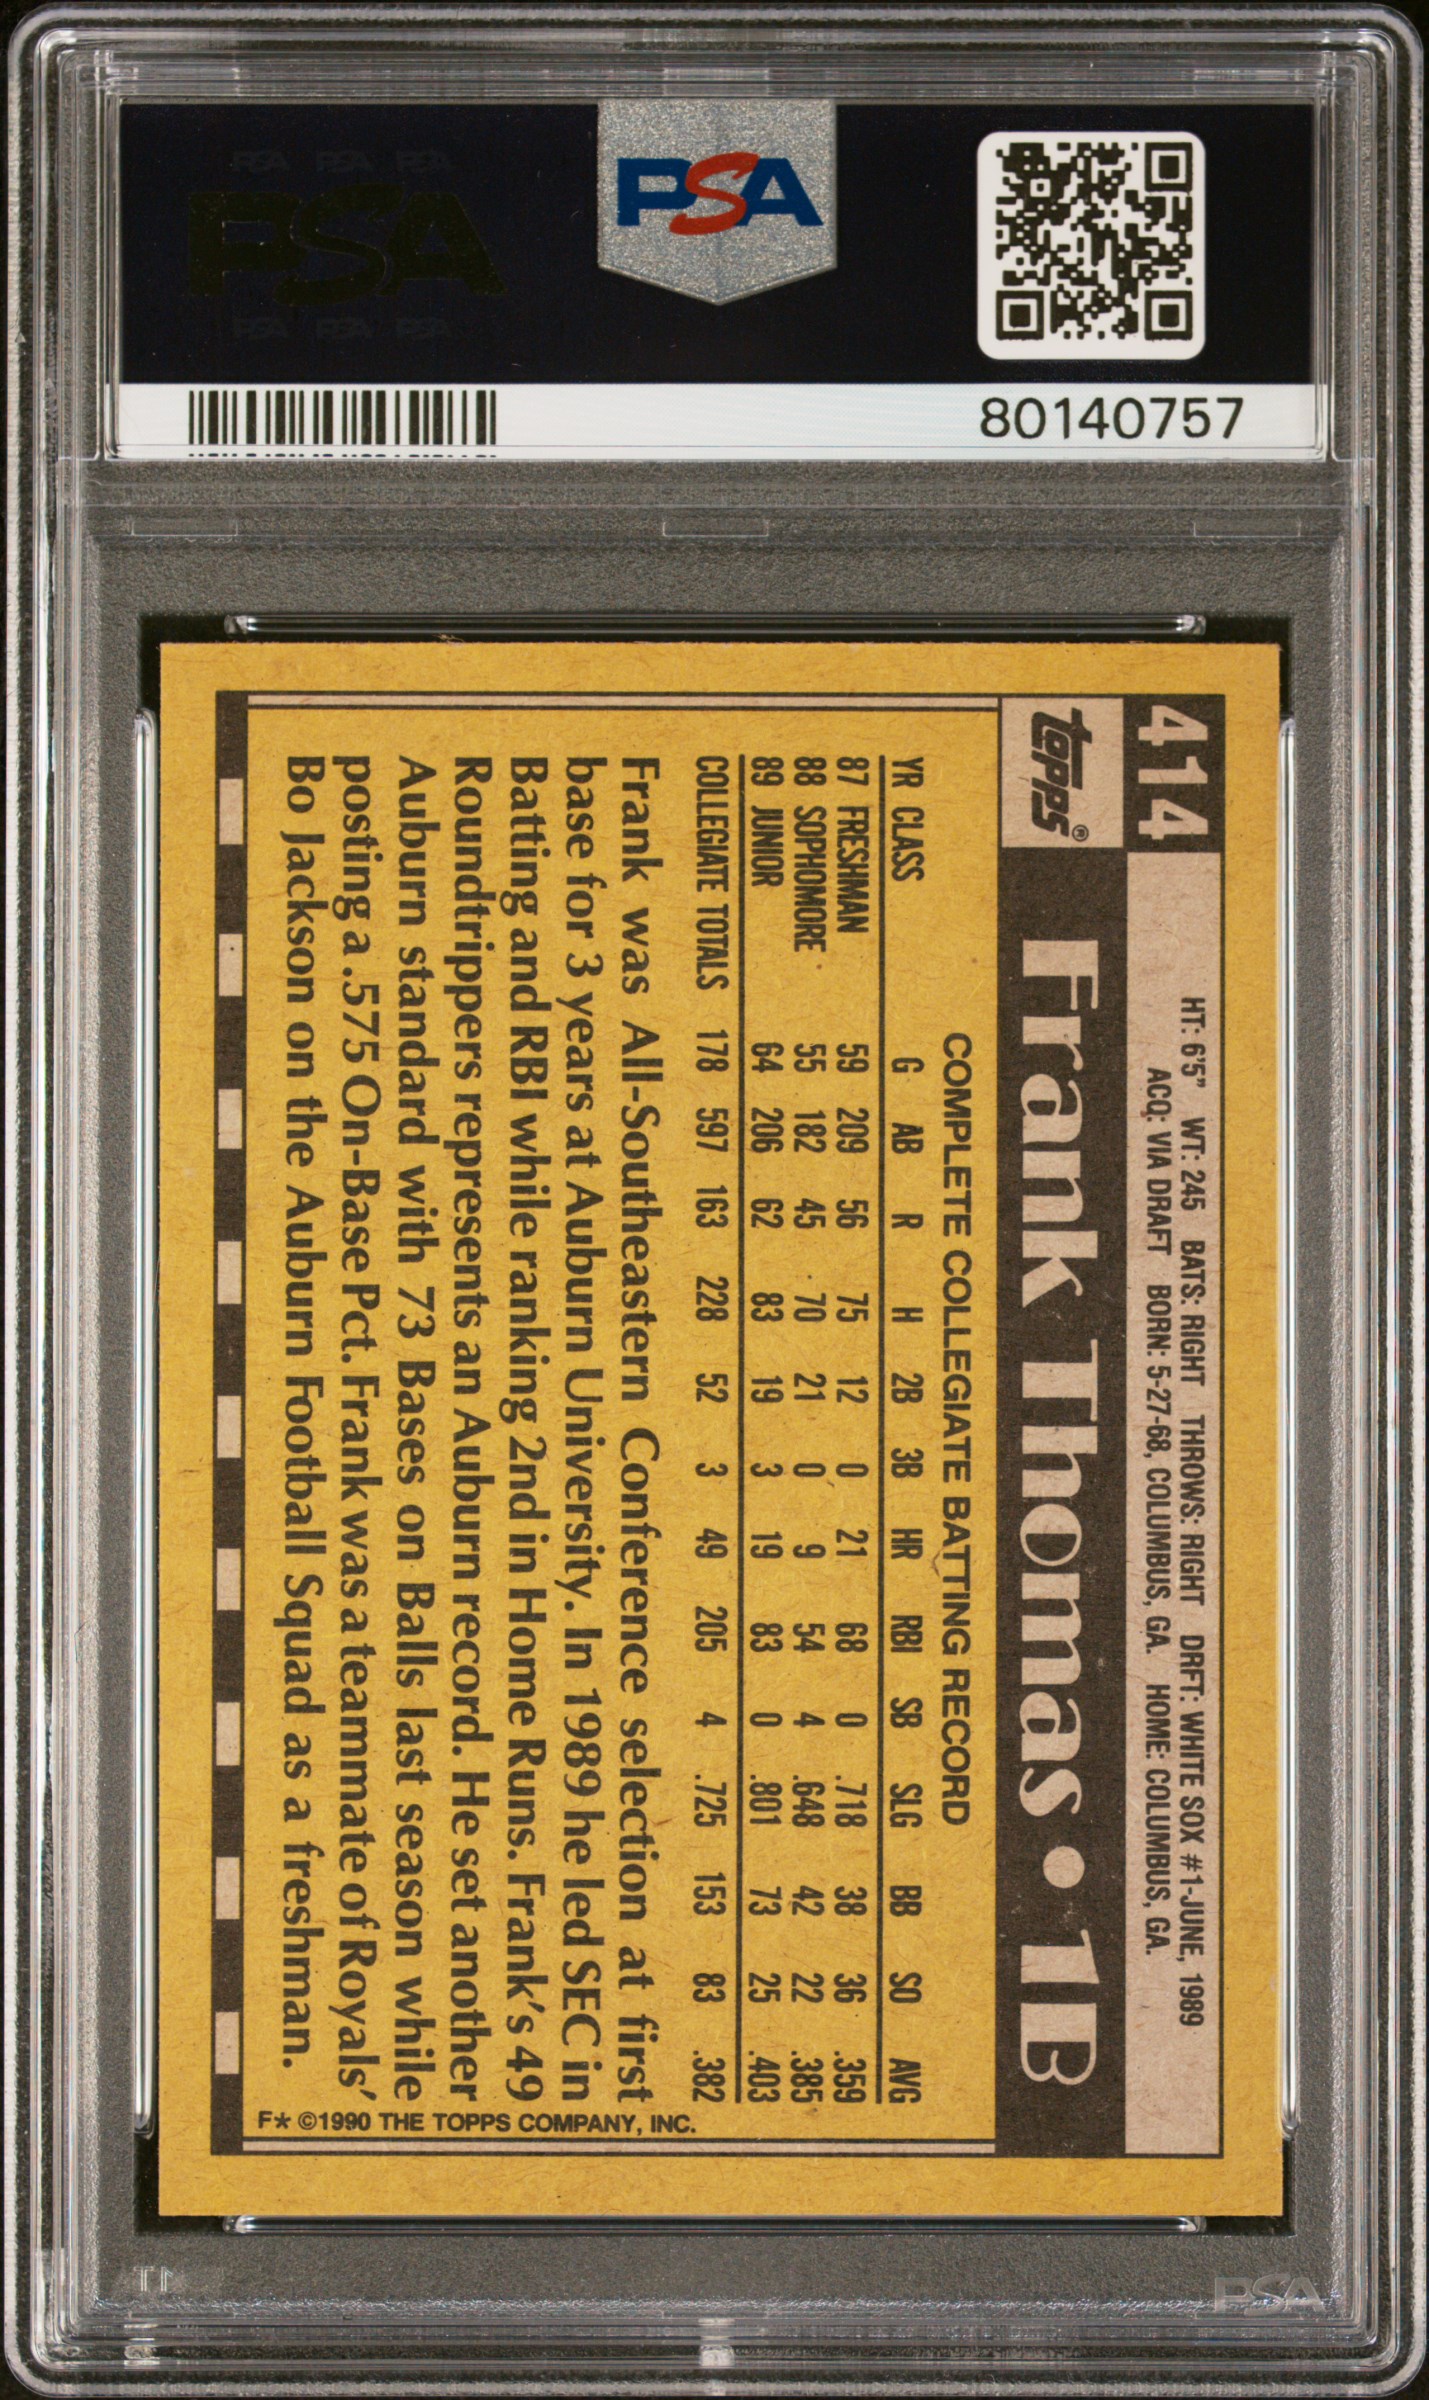 PSA PSA PSA
PSA
PSA PSA PSA
PSA
80140757
414
HT: 6'5" WT: 245 BATS: RIGHT THROWS: RIGHT DRFT: WHITE SOX #1-JUNE, 1989
ACQ: VIA DRAFT BORN: 5-27-68, COLUMBUS, GA. HOME: COLUMBUS, GA.
topps®
Frank Thomas • 1B
COMPLETE COLLEGIATE BATTING RECORD
YR CLASS G AB R H 2B 3B HR RBI SB SLG BB SO AVG
87 FRESHMAN 59 209 56 75 12 0 21 68 0 .718 38 36 .359
88 SOPHOMORE 55 182 45 70 21 0 9 54 4 .648 42 22 .385
89 JUNIOR 64 206 62 83 19 3 19 83 0 .801 73 25 .403
COLLEGIATE TOTALS 178 597 163 228 52 3 49 205 4 .725 153 83 .382
Frank was All-Southeastern Conference selection at first
base for 3 years at Auburn University. In 1989 he led SEC in
Batting and RBI while ranking 2nd in Home Runs. Frank's 49
Roundtrippers represents an Auburn record. He set another
Auburn standard with 73 Bases on Balls last season while
posting a .575 On-Base Pct. Frank was a teammate of Royals'
Bo Jackson on the Auburn Football Squad as a freshman.
F* ©1990 THE TOPPS COMPANY, INC.
PSA